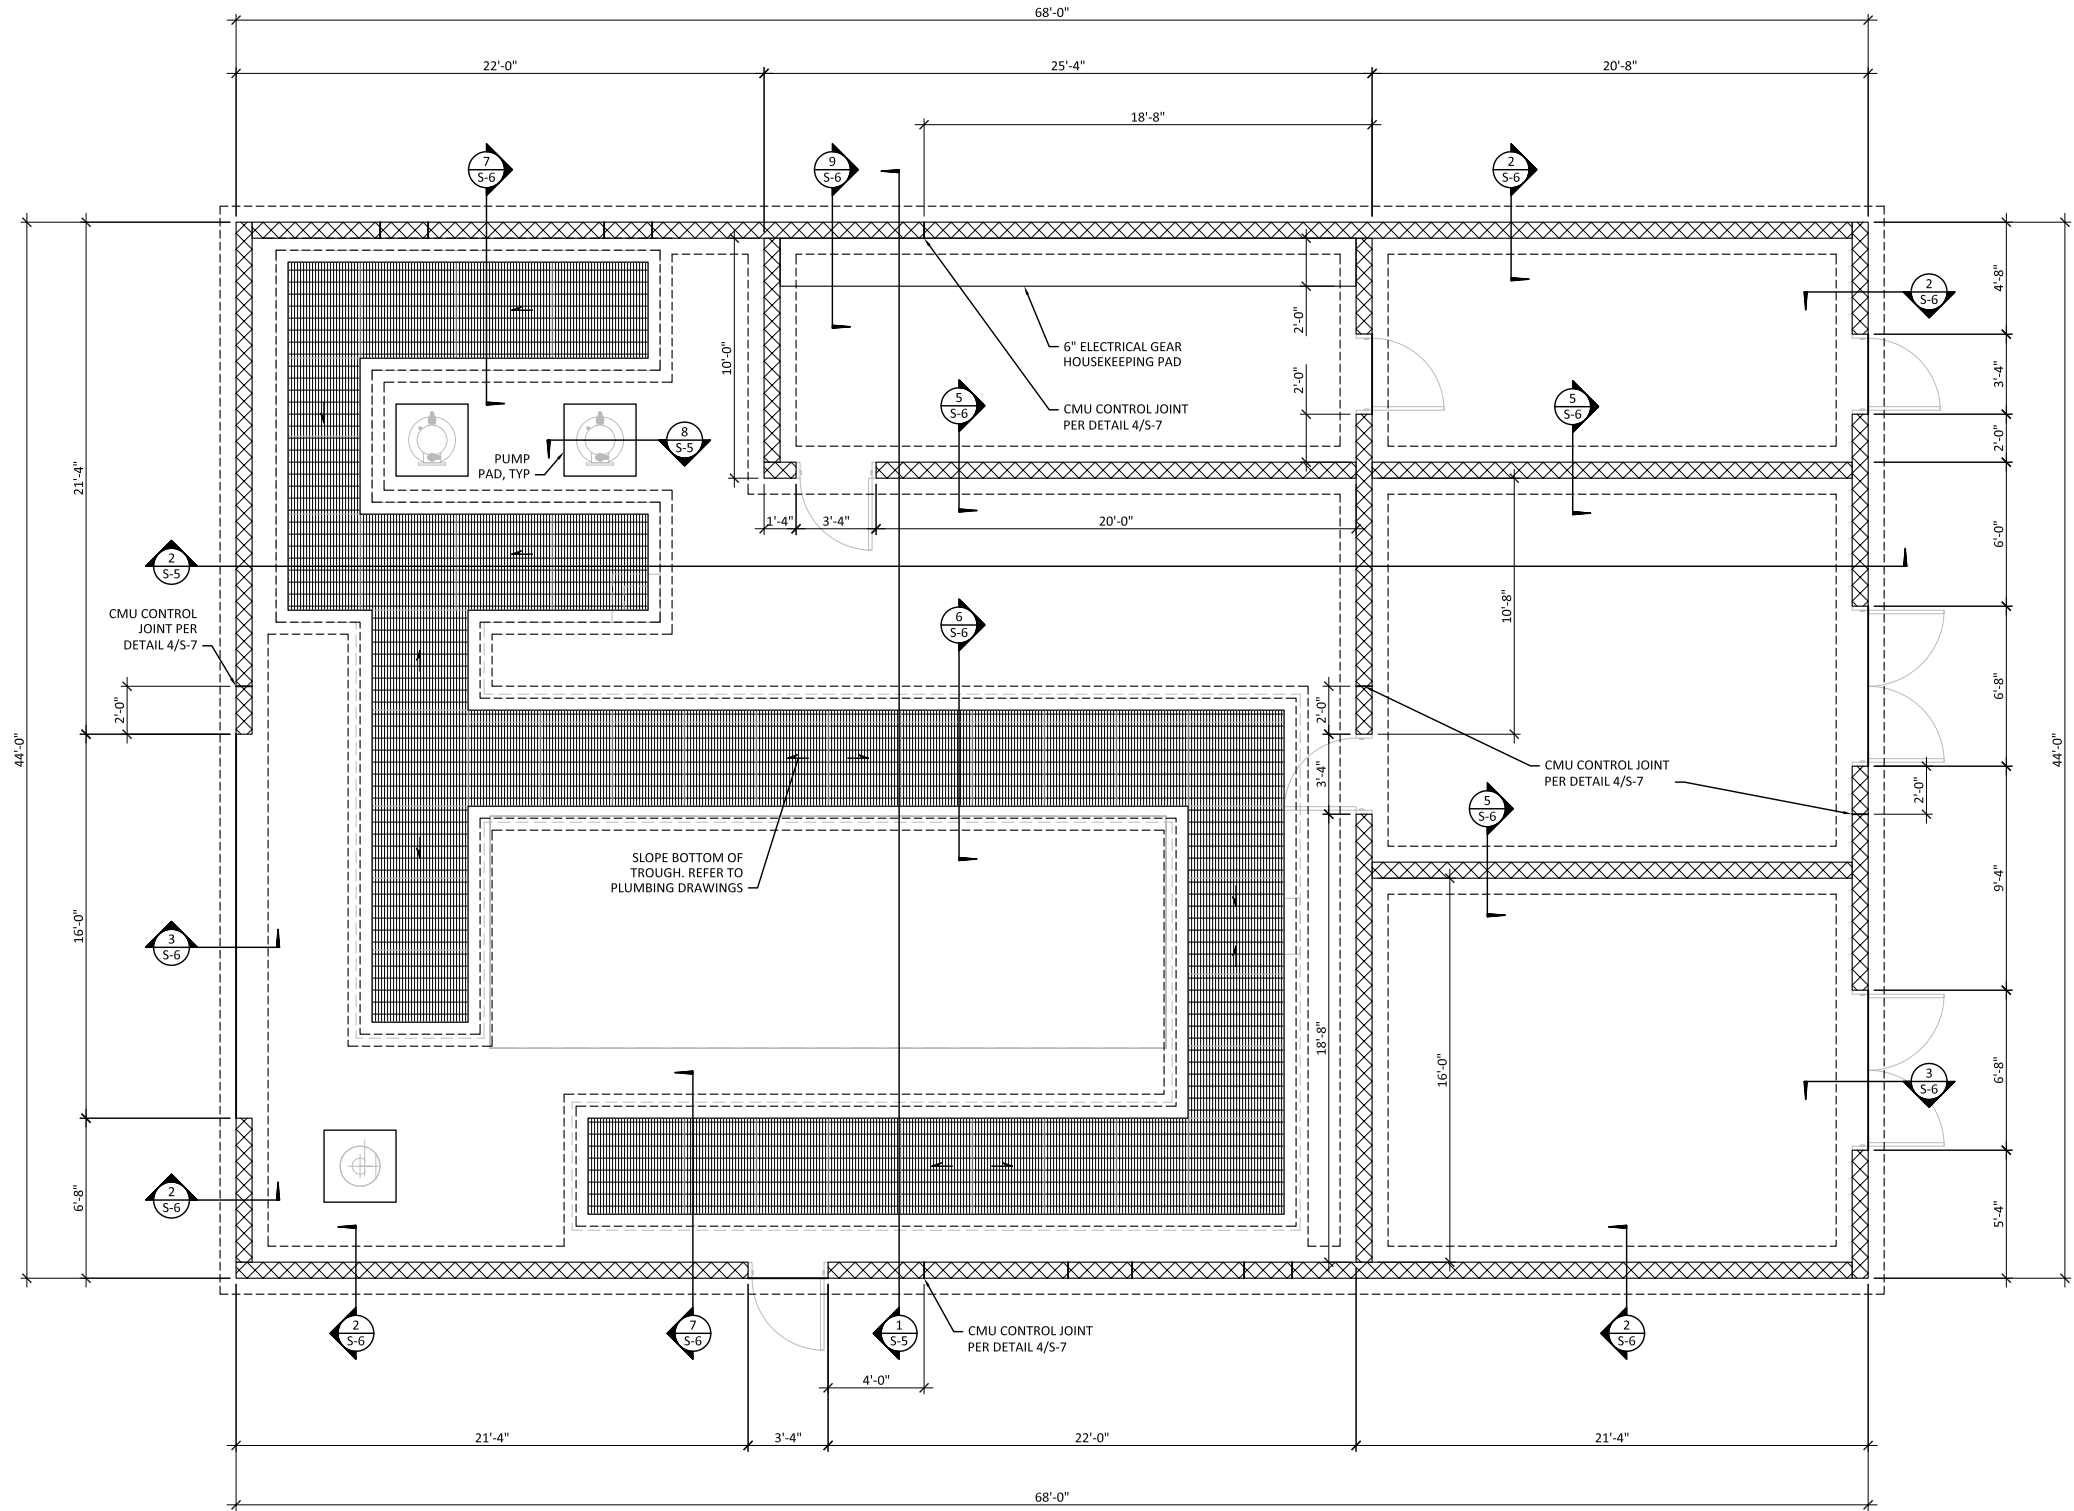 68'-0"
22'-0"
25'-4"
20'-8"
18'-8"
7
S-6
9
S-6
2
S-6
2
S-6
4'-8"
2'-0"
6" ELECTRICAL GEAR
HOUSEKEEPING PAD
10'-0"
2'-0"
3'-4"
5
S-6
5
S-6
CMU CONTROL JOINT
PER DETAIL 4/S-7
8
S-5
PUMP
PAD, TYP
2'-0"
21'-4"
1'-4"
3'-4"
20'-0"
6'-0"
2
S-5
10'-8"
CMU CONTROL
JOINT PER
DETAIL 4/S-7
6
S-6
2'-0"
2'-0"
6'-8"
44'-0"
44'-0"
3'-4"
CMU CONTROL JOINT
PER DETAIL 4/S-7
2'-0"
5
S-6
SLOPE BOTTOM OF
TROUGH. REFER TO
PLUMBING DRAWINGS
9'-4"
16'-0"
3
S-6
18'-8"
16'-0"
6'-8"
3
S-6
6'-8"
2
S-6
5'-4"
2
S-6
7
S-6
1
S-5
CMU CONTROL JOINT
PER DETAIL 4/S-7
2
S-6
4'-0"
21'-4"
3'-4"
22'-0"
21'-4"
68'-0"